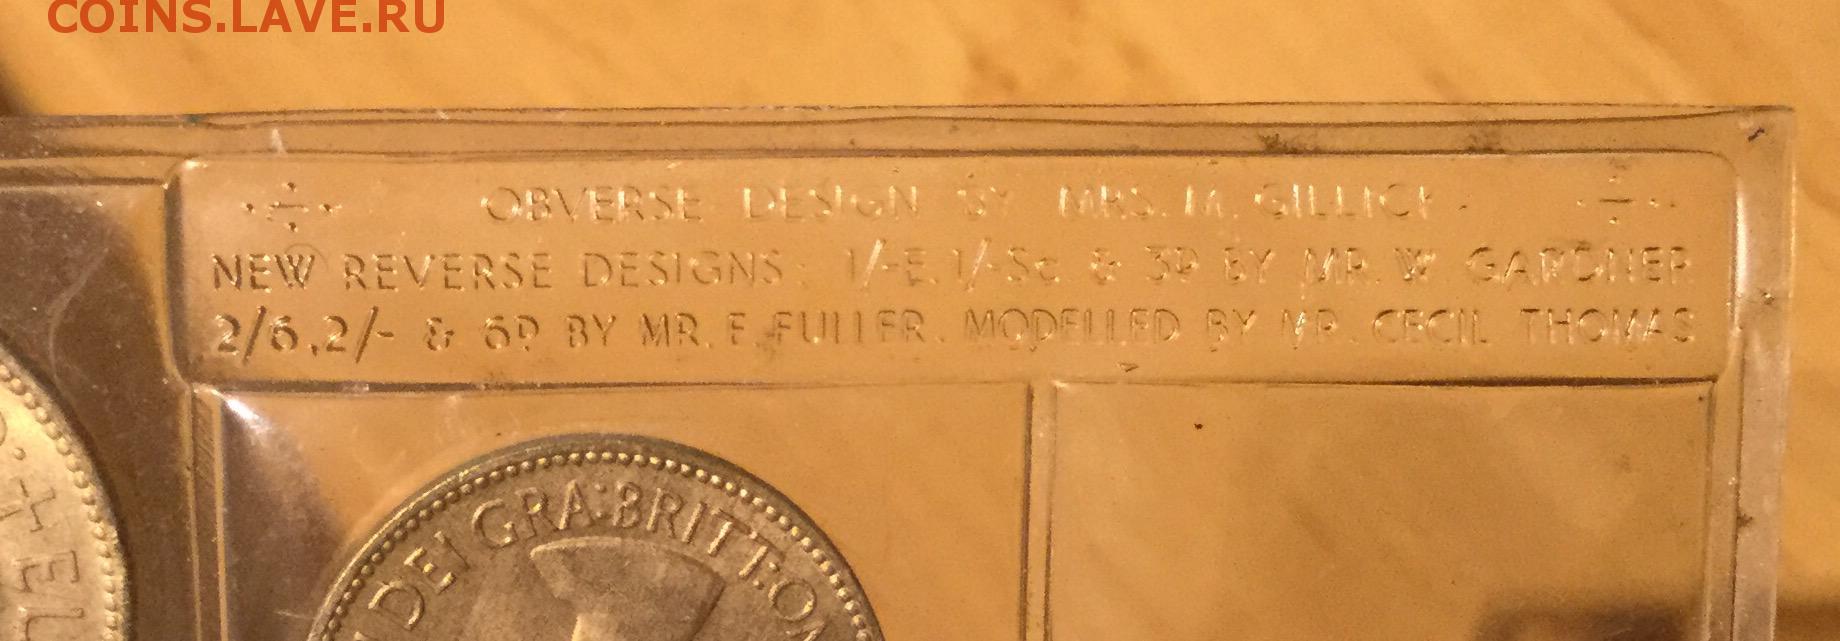 COINS.LAVE.RU
OBVERSE DESIGN BY MRS. M. GILLICK.
NEW REVERSE DESIGNS: 1/-E. 1/-Sc. & 3D BY MR. W. GARDNER
2/6, 2/- & 6D BY MR. E. FULLER. MODELLED BY MR. CECIL THOMAS
DEI GRA:BRITT:OM